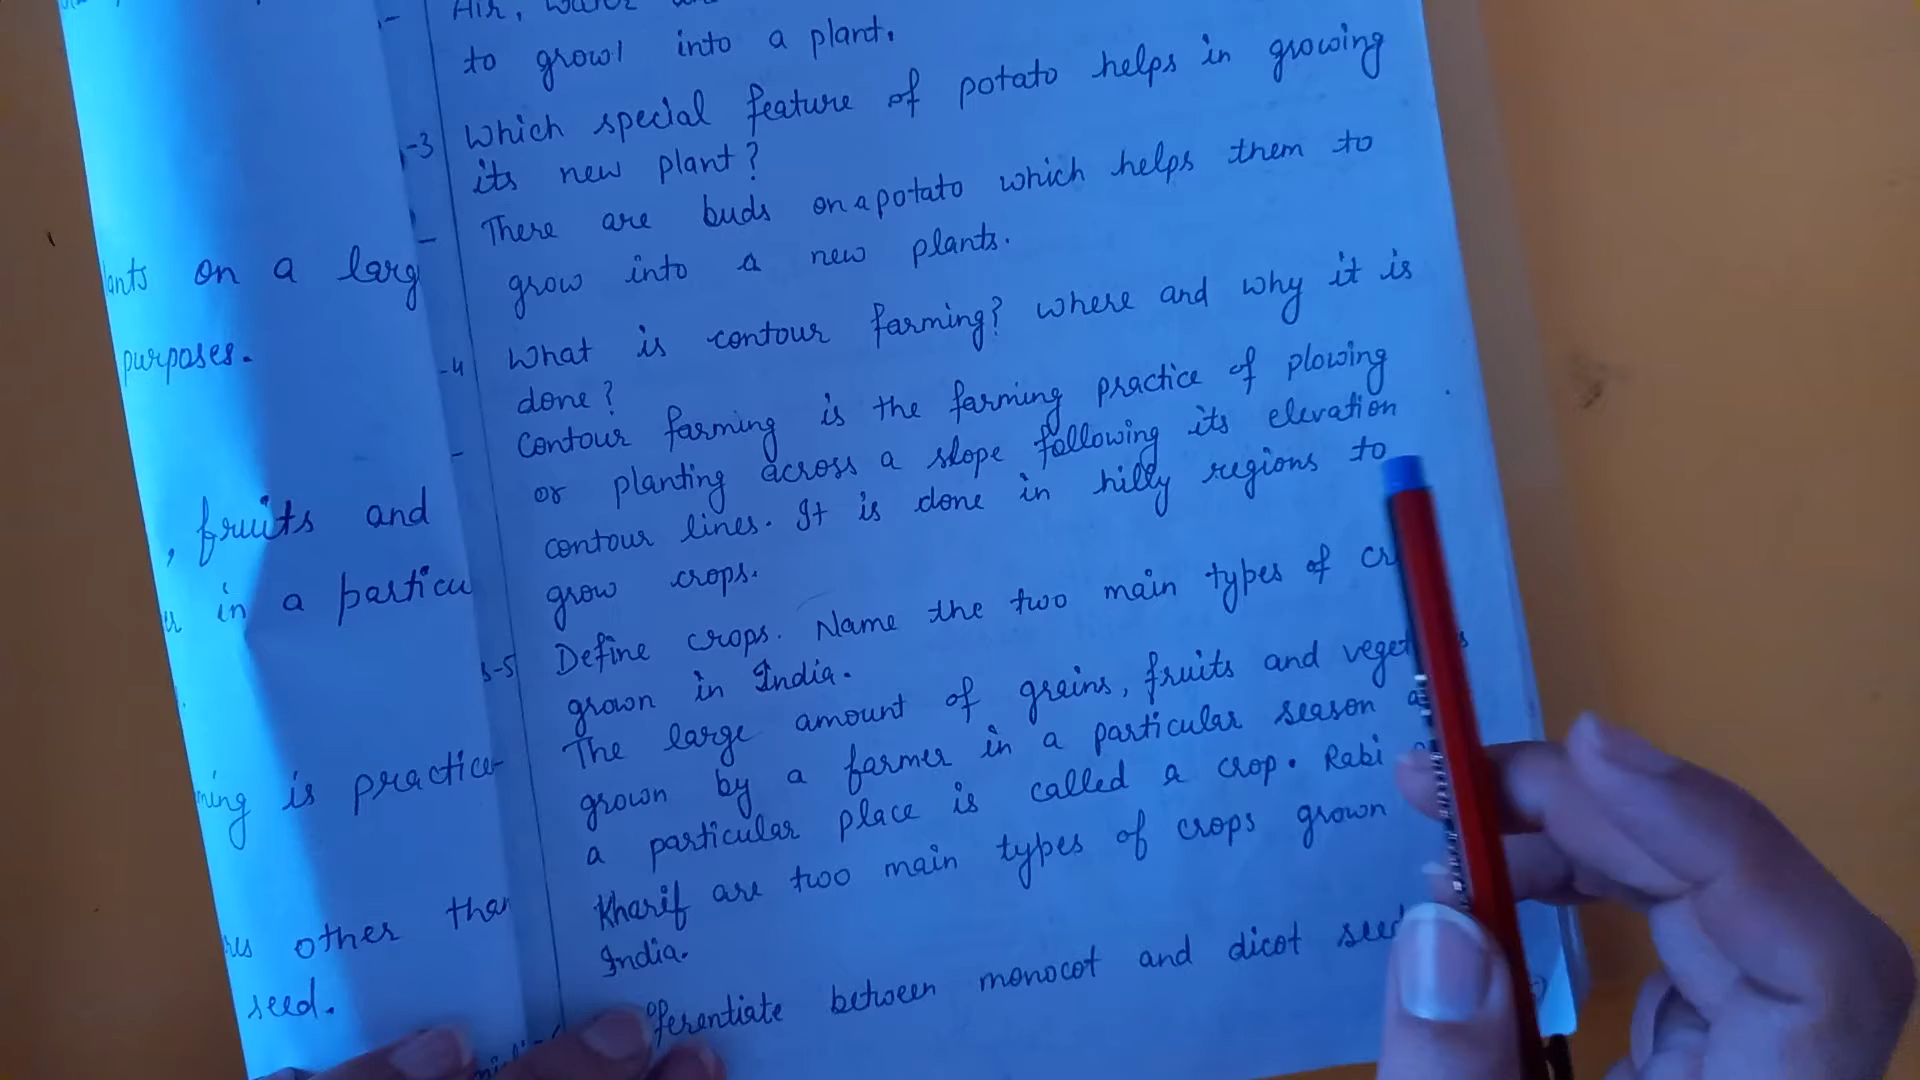 Air, water
to growl into a plant.
-3 Which special feature of potato helps in growing
its new plant?
- There are buds on a potato which helps them to
grow into a new plants.
-4 What is contour farming? Where and why it is
done?
- Contour farming is the farming practice of plowing
or planting across a slope following its elevation
contour lines. It is done in hilly regions to
grow crops.
-5 Define crops. Name the two main types of
grown in India.
The large amount of grains, fruits and
grown by a farmer in a particular season
a particular place is called a crop. Rabi
Kharif are two main types of crops grown
India.
between monocot and dicot
on a
purposes.
, fruits and
in a
is
other
seed.